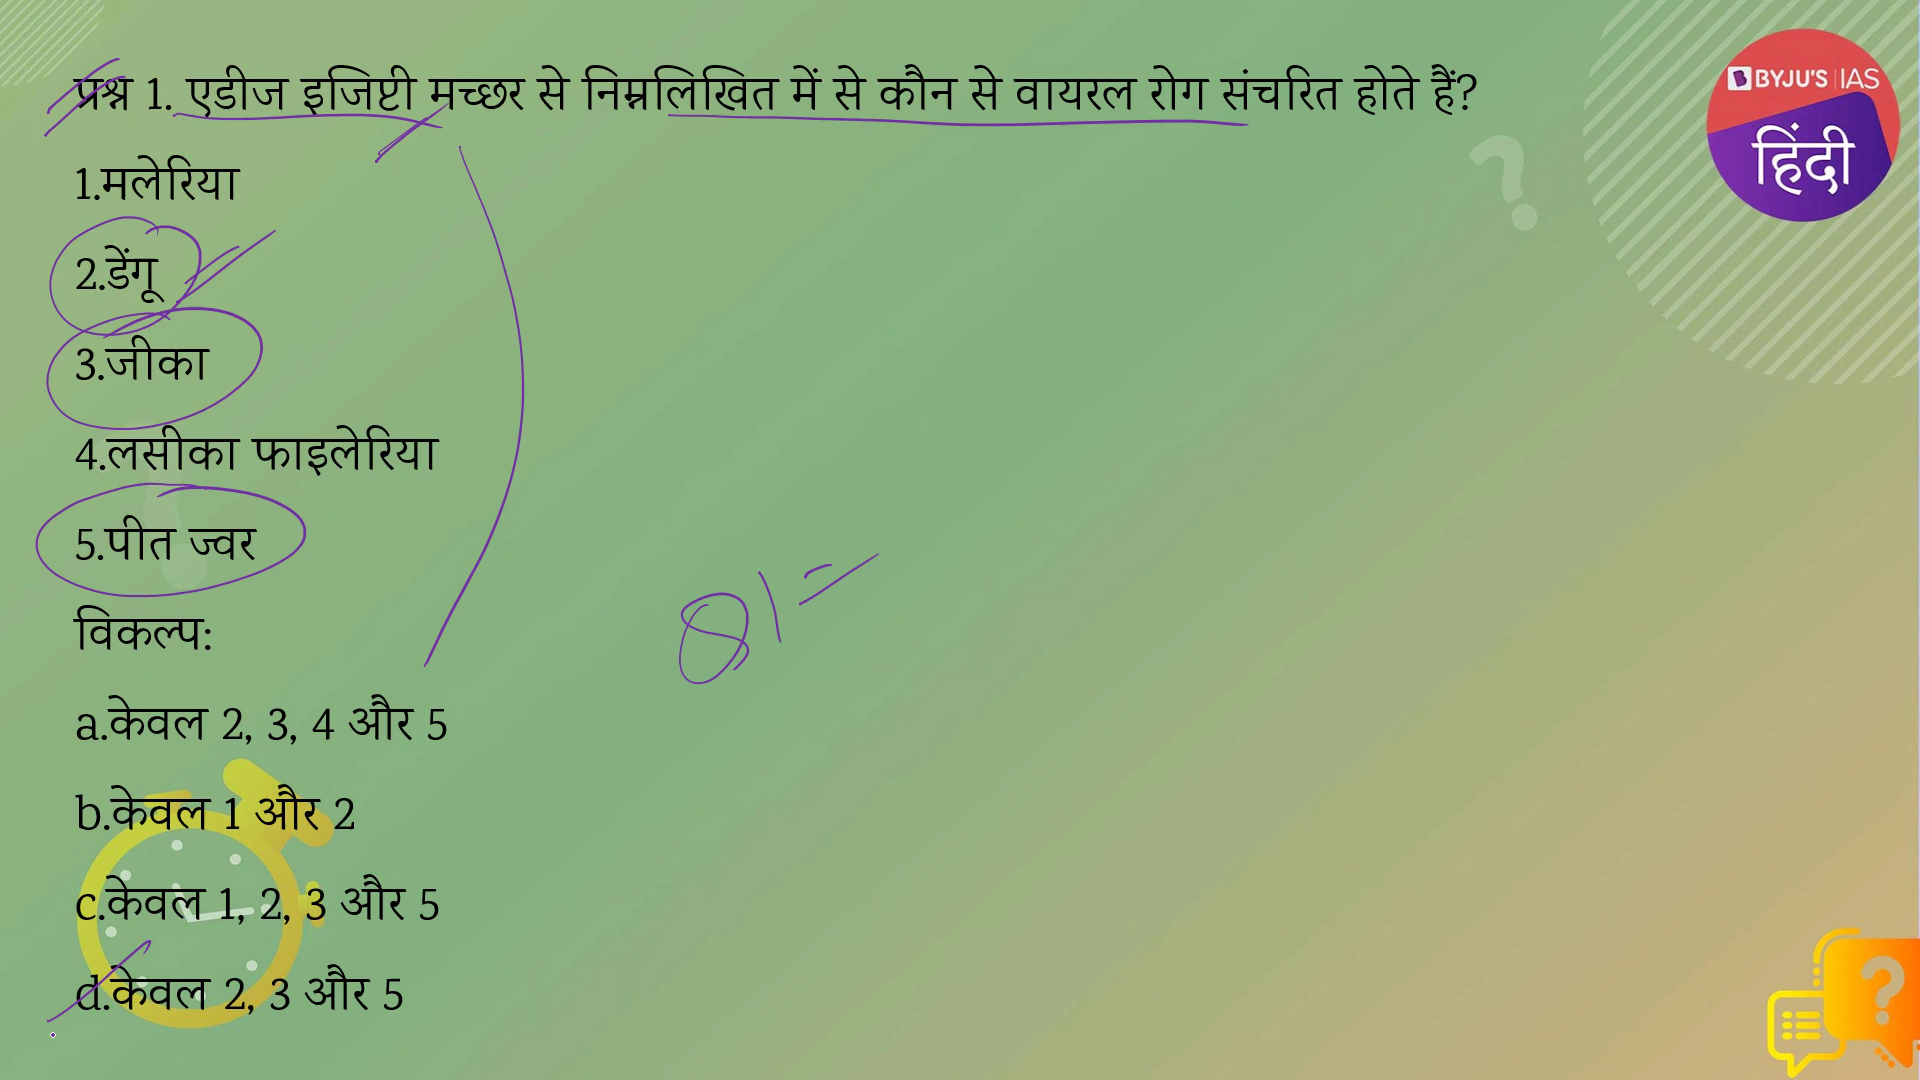 प्रश्न 1. एडीज इजिप्टी मच्छर से निम्नलिखित में से कौन से वायरल रोग संचरित होते हैं?
BYJU'S IAS
हिंदी
1.मलेरिया
2.डेंगू
3.जीका
4.लसीका फाइलेरिया
5.पीत ज्वर
विकल्प:
a.केवल 2, 3, 4 और 5
b.केवल 1 और 2
c.केवल 1, 2, 3 और 5
d.केवल 2, 3 और 5